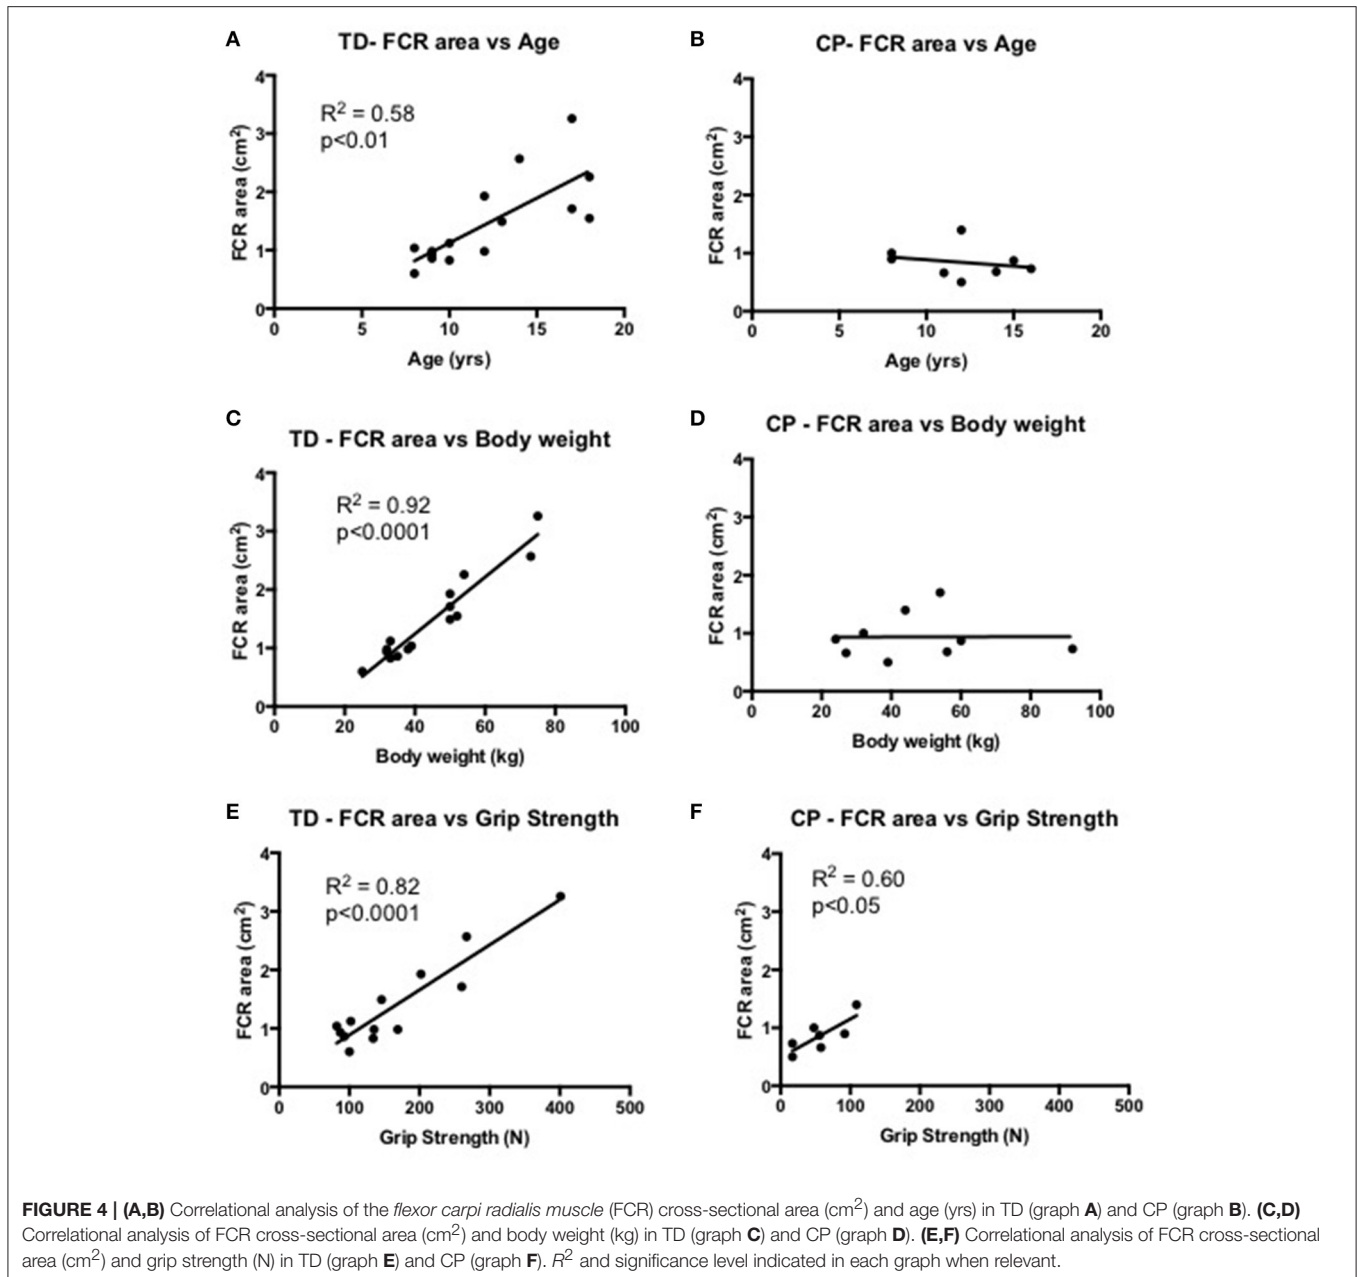 A
TD- FCR area vs Age
R² = 0.58
p<0.01
FCR area (cm²)
4
3
2
1
0
0 5 10 15 20
Age (yrs)
B
CP- FCR area vs Age
FCR area (cm²)
4
3
2
1
0
0 5 10 15 20
Age (yrs)
C
TD - FCR area vs Body weight
R² = 0.92
p<0.0001
FCR area (cm²)
4
3
2
1
0
0 20 40 60 80 100
Body weight (kg)
D
CP - FCR area vs Body weight
FCR area (cm²)
4
3
2
1
0
0 20 40 60 80 100
Body weight (kg)
E
TD - FCR area vs Grip Strength
R² = 0.82
p<0.0001
FCR area (cm²)
4
3
2
1
0
0 100 200 300 400 500
Grip Strength (N)
F
CP - FCR area vs Grip Strength
R² = 0.60
p<0.05
FCR area (cm²)
4
3
2
1
0
0 100 200 300 400 500
Grip Strength (N)
FIGURE 4 | (A,B) Correlational analysis of the flexor carpi radialis muscle (FCR) cross-sectional area (cm²) and age (yrs) in TD (graph A) and CP (graph B). (C,D)
Correlational analysis of FCR cross-sectional area (cm²) and body weight (kg) in TD (graph C) and CP (graph D). (E,F) Correlational analysis of FCR cross-sectional
area (cm²) and grip strength (N) in TD (graph E) and CP (graph F). R² and significance level indicated in each graph when relevant.